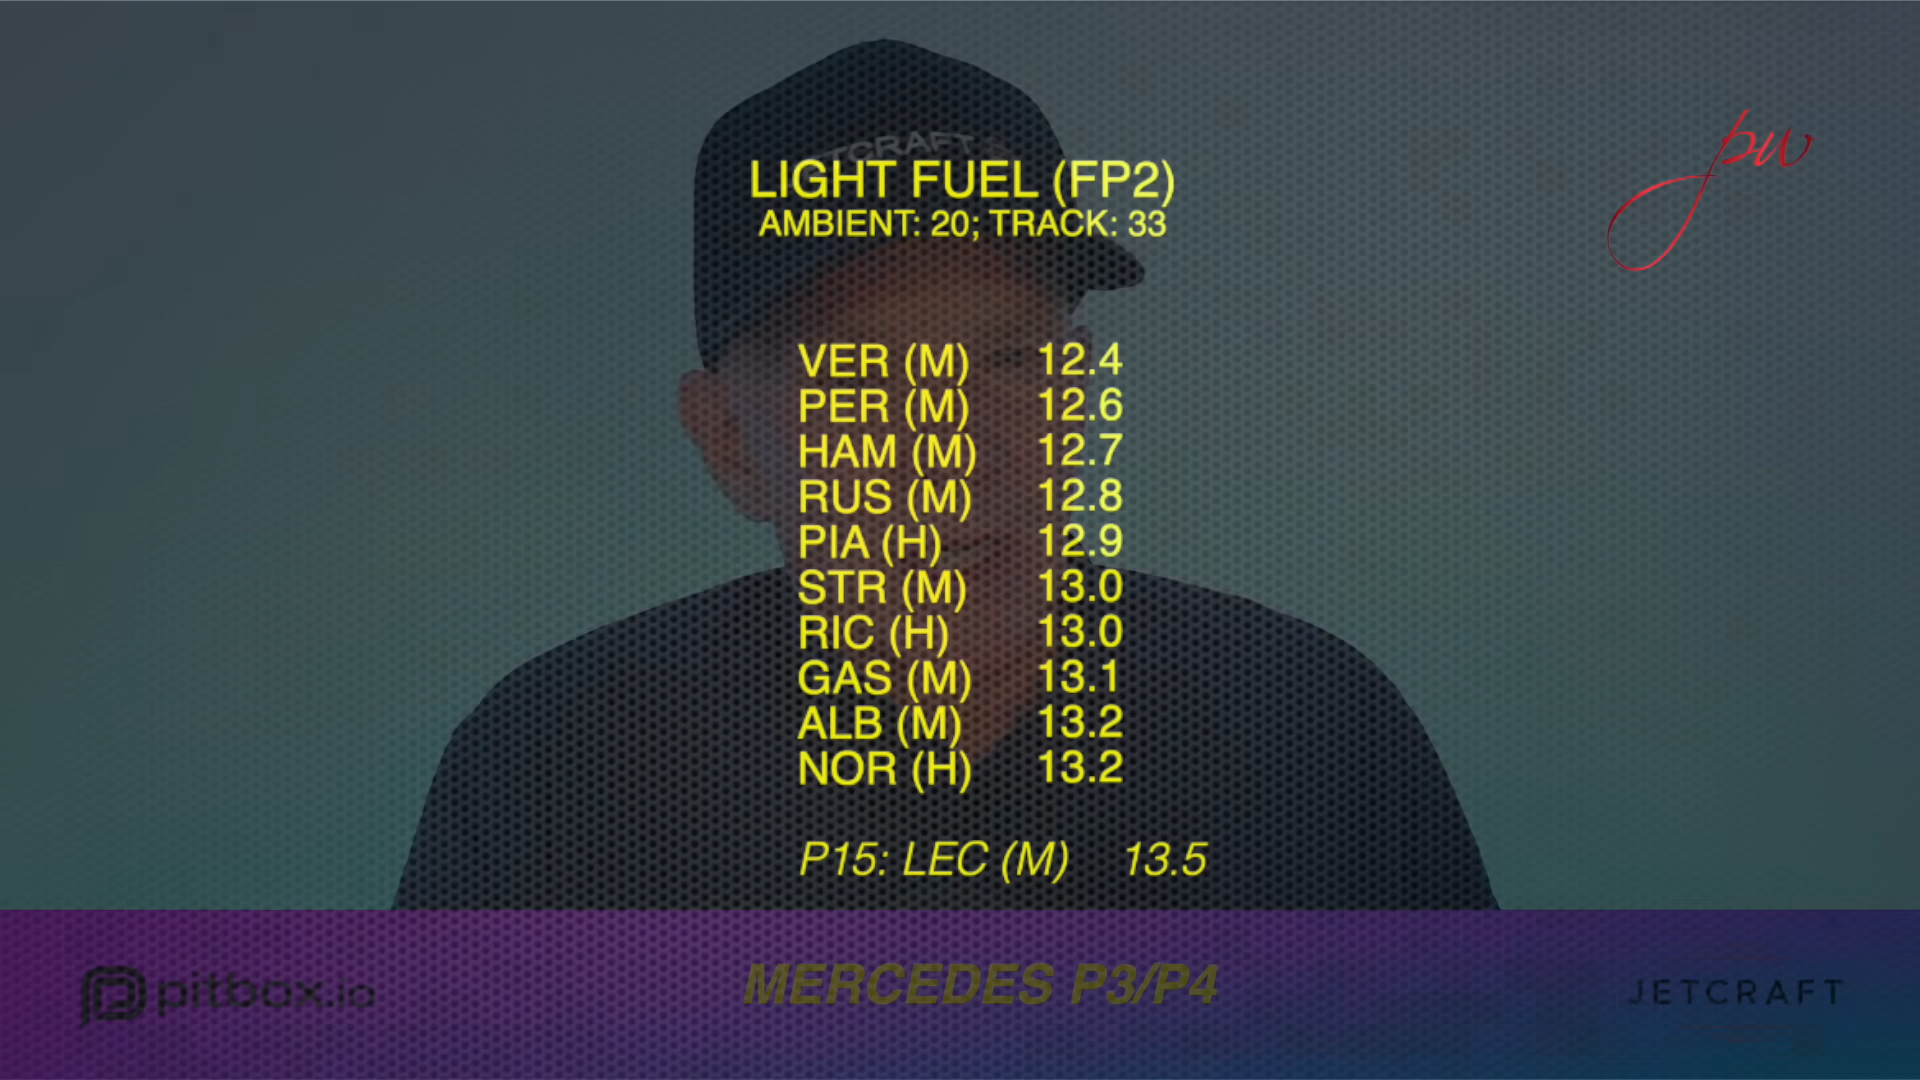 TCRAFT
pw
LIGHT FUEL (FP2)
AMBIENT: 20; TRACK: 33
VER (M) 12.4
PER (M) 12.6
HAM (M) 12.7
RUS (M) 12.8
PIA (H) 12.9
STR (M) 13.0
RIC (H) 13.0
GAS (M) 13.1
ALB (M) 13.2
NOR (H) 13.2
P15: LEC (M) 13.5
pitbox.io
MERCEDES P3/P4
JETCRAFT